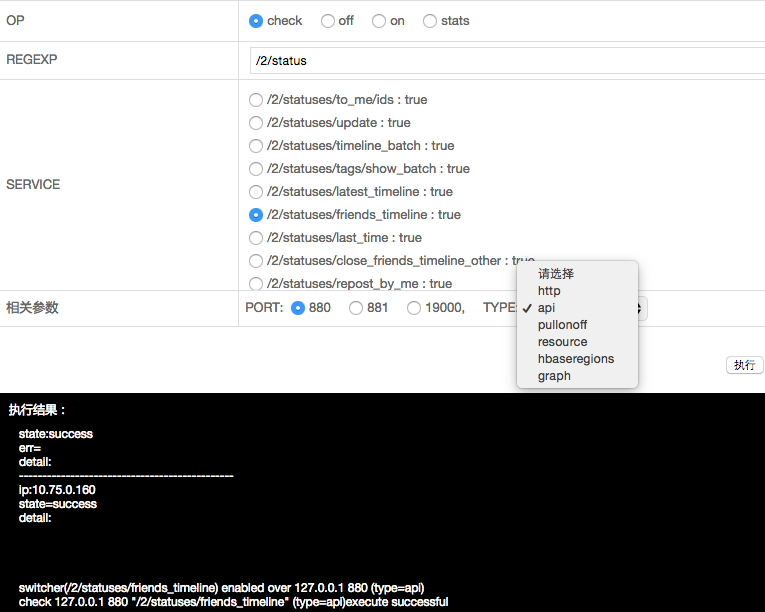 OP
check off on stats
REGEXP
/2/status
SERVICE
/2/statuses/to_me/ids : true
/2/statuses/update : true
/2/statuses/timeline_batch : true
/2/statuses/tags/show_batch : true
/2/statuses/latest_timeline : true
/2/statuses/friends_timeline : true
/2/statuses/last_time : true
/2/statuses/close_friends_timeline_other : true
/2/statuses/repost_by_me : true
相关参数
PORT: 880 881 19000, TYPE:
请选择
http
✓ api
pullonoff
resource
hbaseregions
graph
执行
执行结果：
state:success
err=
detail:
----------------------------------------------
ip:10.75.0.160
state=success
detail:
switcher(/2/statuses/friends_timeline) enabled over 127.0.0.1 880 (type=api)
check 127.0.0.1 880 "/2/statuses/friends_timeline" (type=api)execute successful